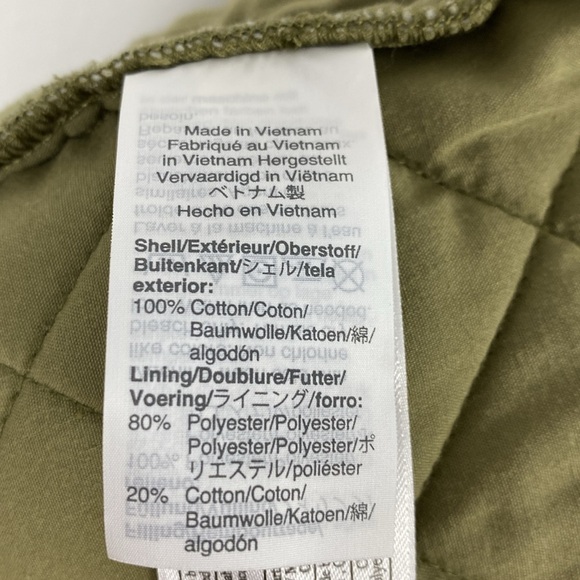 Made in Vietnam
Fabriqué au Vietnam
in Vietnam Hergestellt
Vervaardigd in Viëtnam
ベトナム製
Hecho en Vietnam
Shell/Extérieur/Oberstoff/
Buitenkant/シェル/tela
exterior:
100% Cotton/Coton/
Baumwolle/Katoen/綿/
algodón
Lining/Doublure/Futter/
Voering/ライニング/forro:
80% Polyester/Polyester/
Polyester/Polyester/ポ
リエステル/poliéster
20% Cotton/Coton/
Baumwolle/Katoen/綿/
algodón